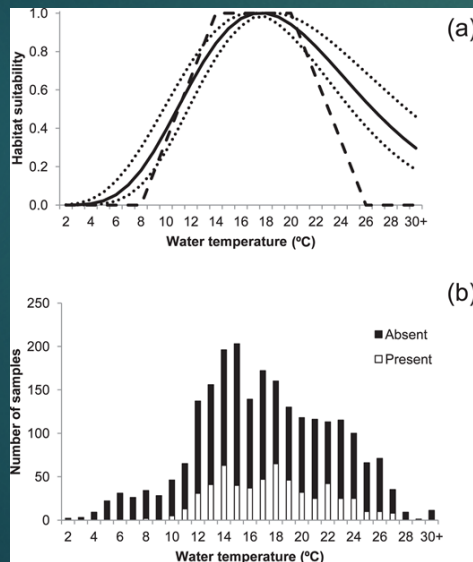 (a)
Habitat suitability
1.0
0.8
0.6
0.4
0.2
0.0
2 4 6 8 10 12 14 16 18 20 22 24 26 28 30+
Water temperature (ºC)
(b)
Number of samples
250
200
150
100
50
0
Absent
Present
2 4 6 8 10 12 14 16 18 20 22 24 26 28 30+
Water temperature (ºC)